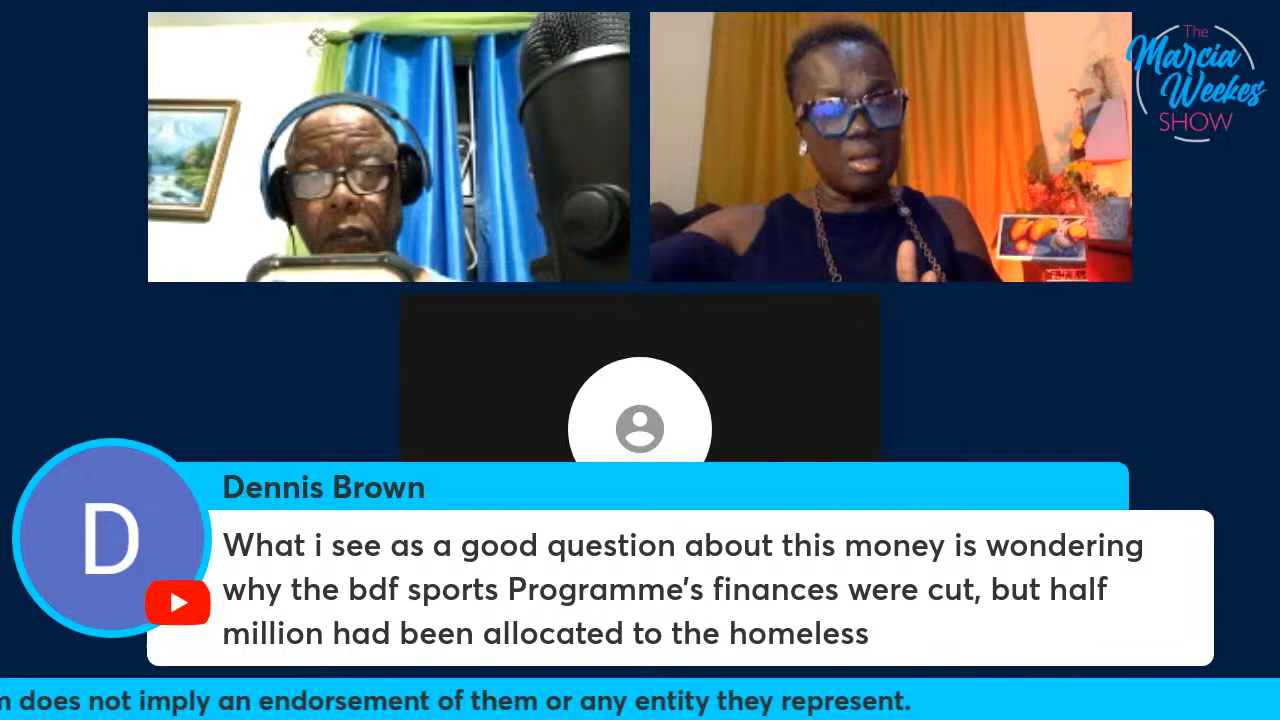 The
Marcia
Weekes
SHOW
D
Dennis Brown
What i see as a good question about this money is wondering
why the bdf sports Programme's finances were cut, but half
million had been allocated to the homeless
does not imply an endorsement of them or any entity they represent.